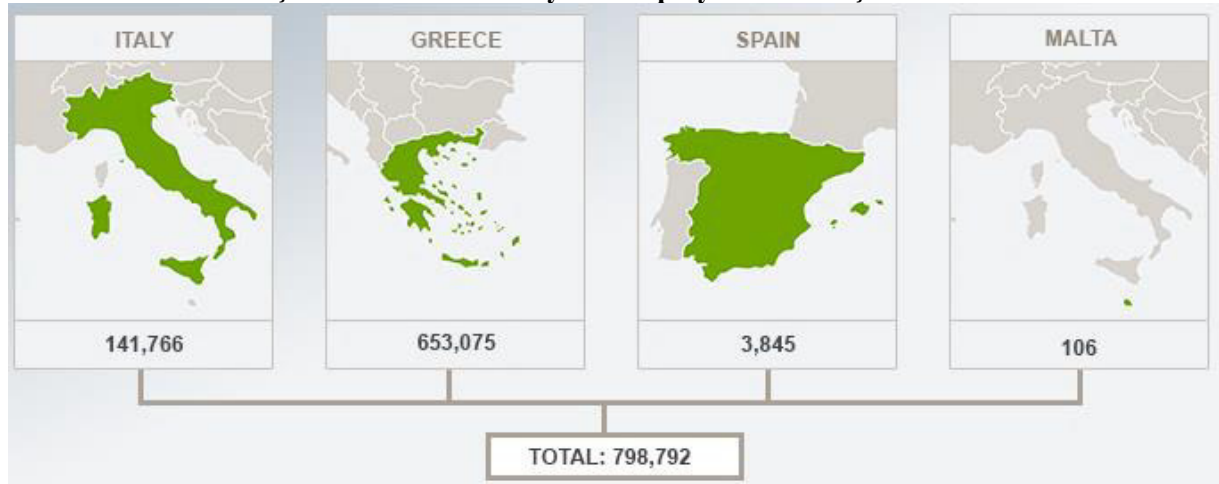 ITALY
GREECE
SPAIN
MALTA
141,766
653,075
3,845
106
TOTAL: 798,792